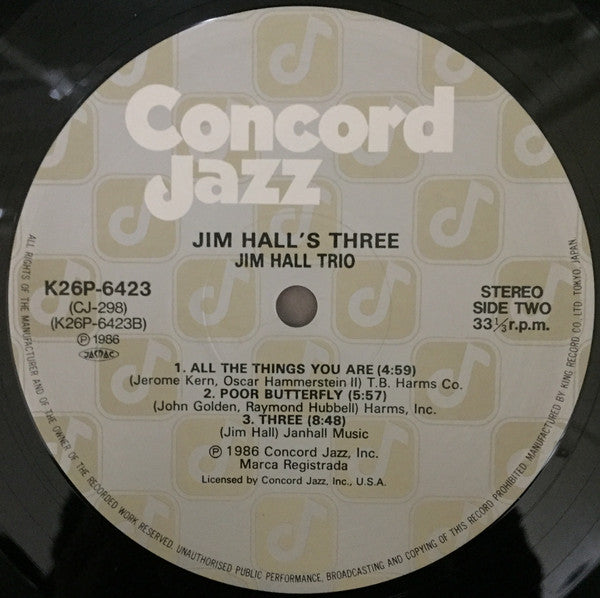 Concord
Jazz
JIM HALL'S THREE
JIM HALL TRIO
K26P-6423
(CJ-298)
(K26P-6423B)
℗ 1986
JASRAC
STEREO
SIDE TWO
33 1/3 r.p.m.
1. ALL THE THINGS YOU ARE (4:59)
(Jerome Kern, Oscar Hammerstein II) T.B. Harms Co.
2. POOR BUTTERFLY (5:57)
(John Golden, Raymond Hubbell) Harms, Inc.
3. THREE (8:48)
(Jim Hall) Janhall Music
℗ 1986 Concord Jazz, Inc.
Marca Registrada
Licensed by Concord Jazz, Inc., U.S.A.
ALL RIGHTS OF THE MANUFACTURER AND OF THE OWNER OF THE RECORDED WORK RESERVED. UNAUTHORISED PUBLIC PERFORMANCE, BROADCASTING AND COPYING OF THIS RECORD PROHIBITED. MANUFACTURED BY KING RECORD CO., LTD. TOKYO JAPAN.